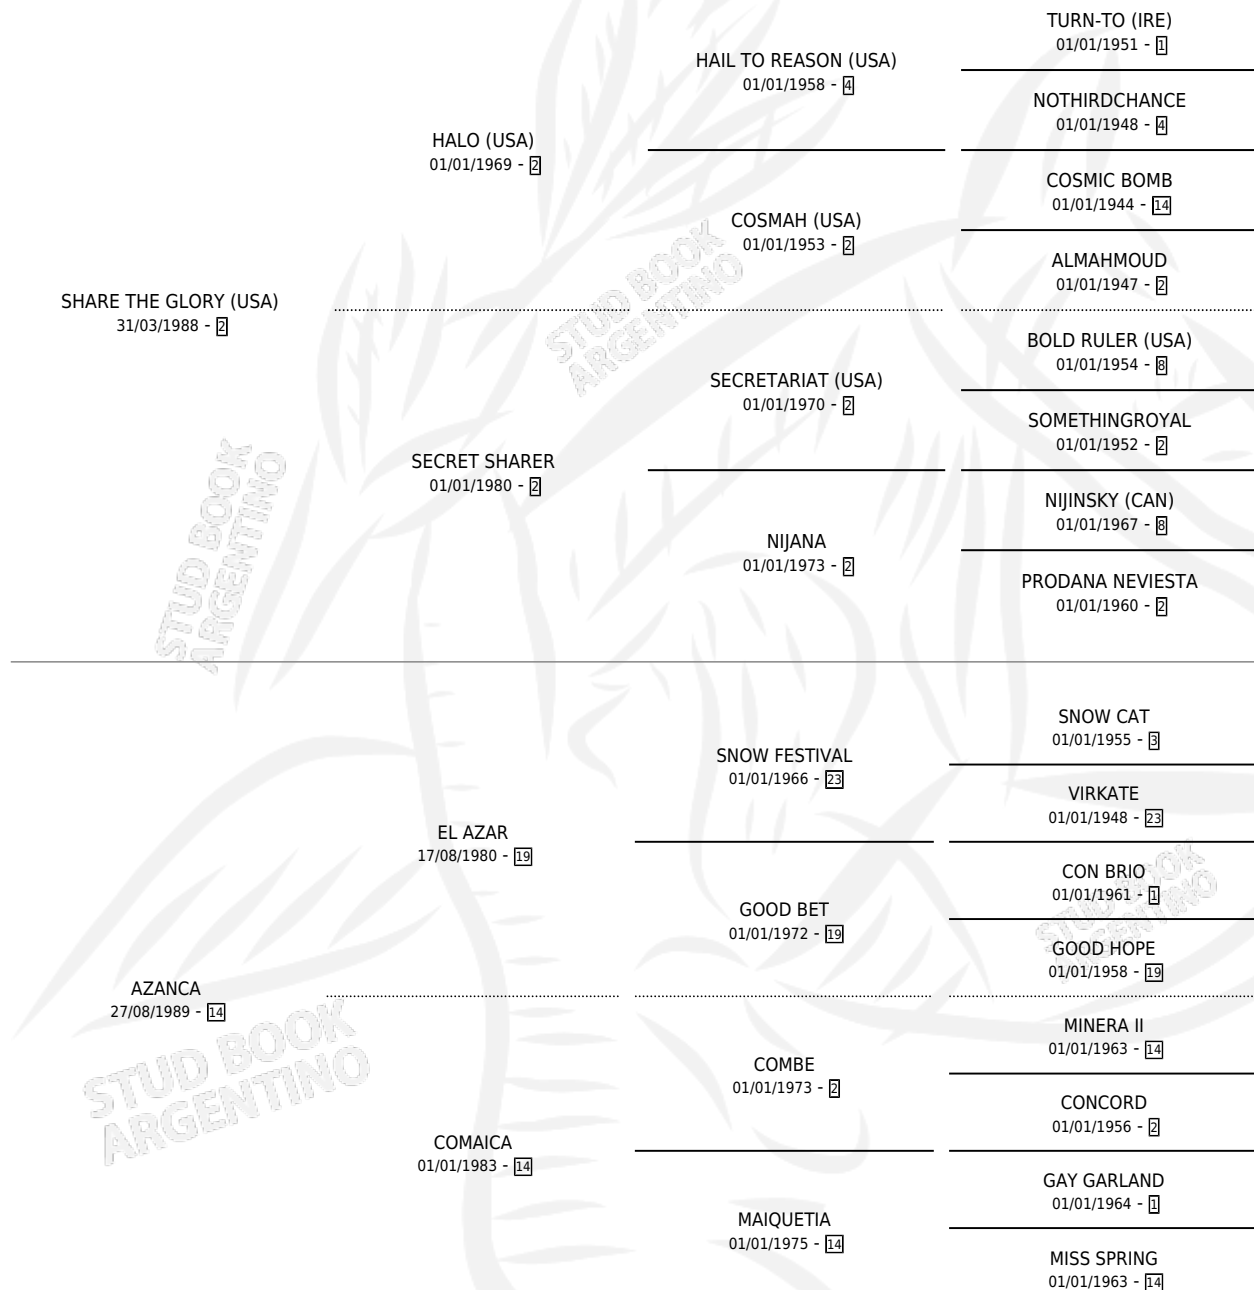 TURN-TO (IRE)
01/01/1951 - 1
HAIL TO REASON (USA)
01/01/1958 - 4
NOTHIRDCHANCE
01/01/1948 - 4
HALO (USA)
01/01/1969 - 2
COSMIC BOMB
01/01/1944 - 14
COSMAH (USA)
01/01/1953 - 2
ALMAHMOUD
01/01/1947 - 2
SHARE THE GLORY (USA)
31/03/1988 - 2
STUD BOOK
ARGENTINO
BOLD RULER (USA)
01/01/1954 - 8
SECRETARIAT (USA)
01/01/1970 - 2
SOMETHINGROYAL
01/01/1952 - 2
SECRET SHARER
01/01/1980 - 2
NIJINSKY (CAN)
01/01/1967 - 8
NIJANA
01/01/1973 - 2
PRODANA NEVIESTA
01/01/1960 - 2
STUD BOOK
ARGENTINO
SNOW CAT
01/01/1955 - 3
SNOW FESTIVAL
01/01/1966 - 23
VIRKATE
01/01/1948 - 23
EL AZAR
17/08/1980 - 19
CON BRIO
01/01/1961 - 1
GOOD BET
01/01/1972 - 19
STUD BOOK
ARGENTINO
GOOD HOPE
01/01/1958 - 19
AZANCA
27/08/1989 - 14
STUD BOOK
ARGENTINO
MINERA II
01/01/1963 - 14
COMBE
01/01/1973 - 2
CONCORD
01/01/1956 - 2
COMAICA
01/01/1983 - 14
GAY GARLAND
01/01/1964 - 1
MAIQUETIA
01/01/1975 - 14
MISS SPRING
01/01/1963 - 14